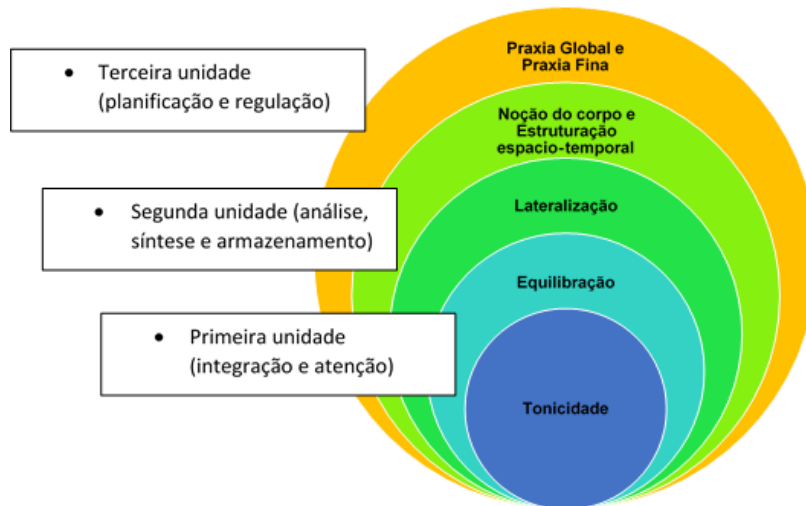 Praxia Global e
Praxia Fina
• Terceira unidade
(planificação e regulação)
Noção do corpo e
Estruturação
espacio-temporal
• Segunda unidade (análise,
síntese e armazenamento)
Lateralização
Equilibração
• Primeira unidade
(integração e atenção)
Tonicidade